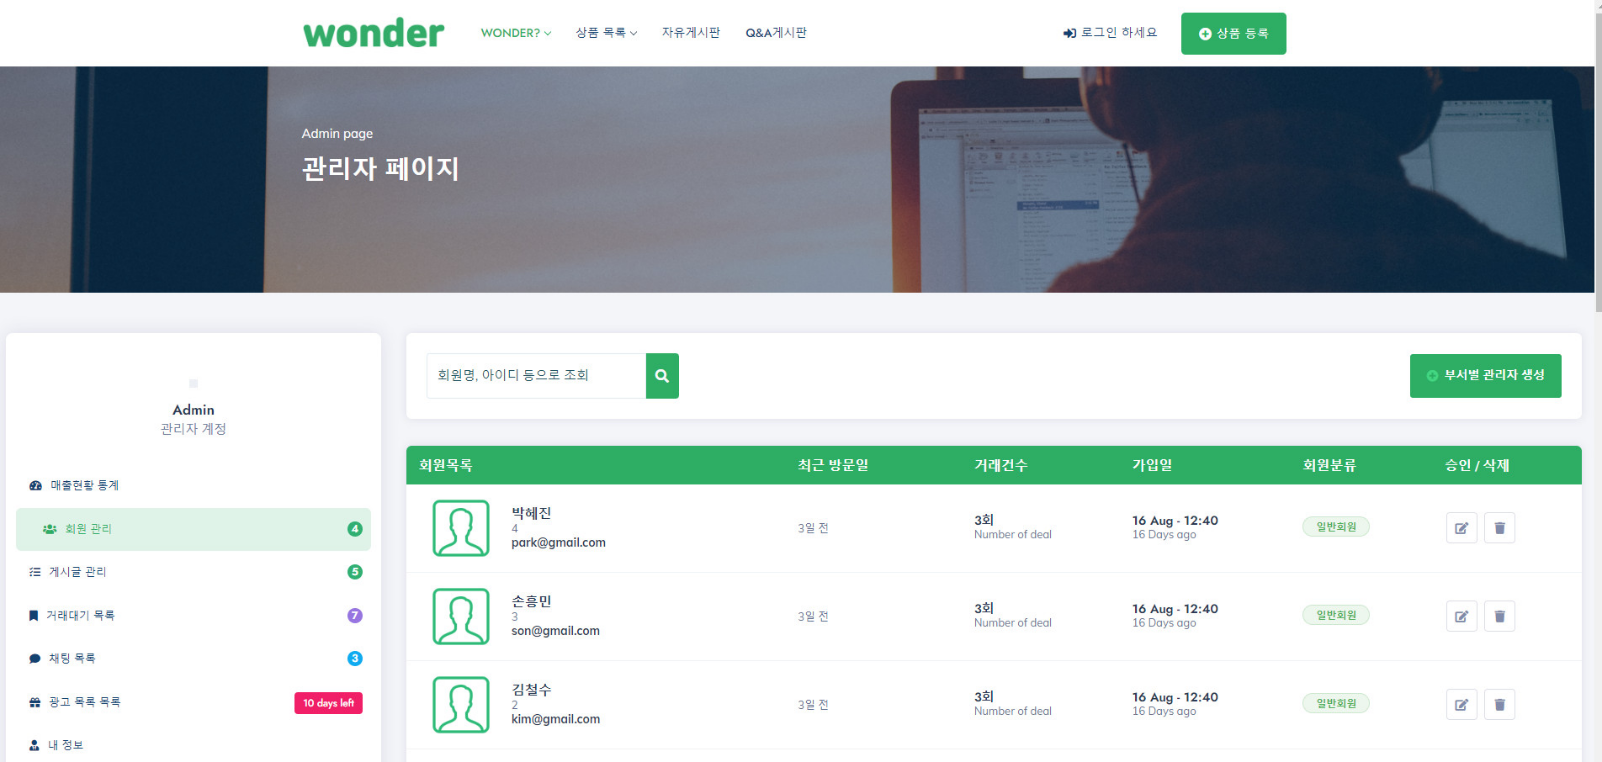 wonder WONDER? 상품 목록 자유게시판 Q&A게시판 로그인 하세요 상품 등록
Admin page
관리자 페이지
Admin
관리자 계정
매출현황 통계
회원 관리 4
게시글 관리 5
거래대기 목록 7
채팅 목록 3
광고 목록 목록 10 days left
내 정보
회원명, 아이디 등으로 조회 부서별 관리자 생성
회원목록 최근 방문일 거래건수 가입일 회원분류 승인 / 삭제
박혜진
4
park@gmail.com
3일 전
3회
Number of deal
16 Aug - 12:40
16 Days ago
일반회원
손흥민
3
son@gmail.com
3일 전
3회
Number of deal
16 Aug - 12:40
16 Days ago
일반회원
김철수
2
kim@gmail.com
3일 전
3회
Number of deal
16 Aug - 12:40
16 Days ago
일반회원